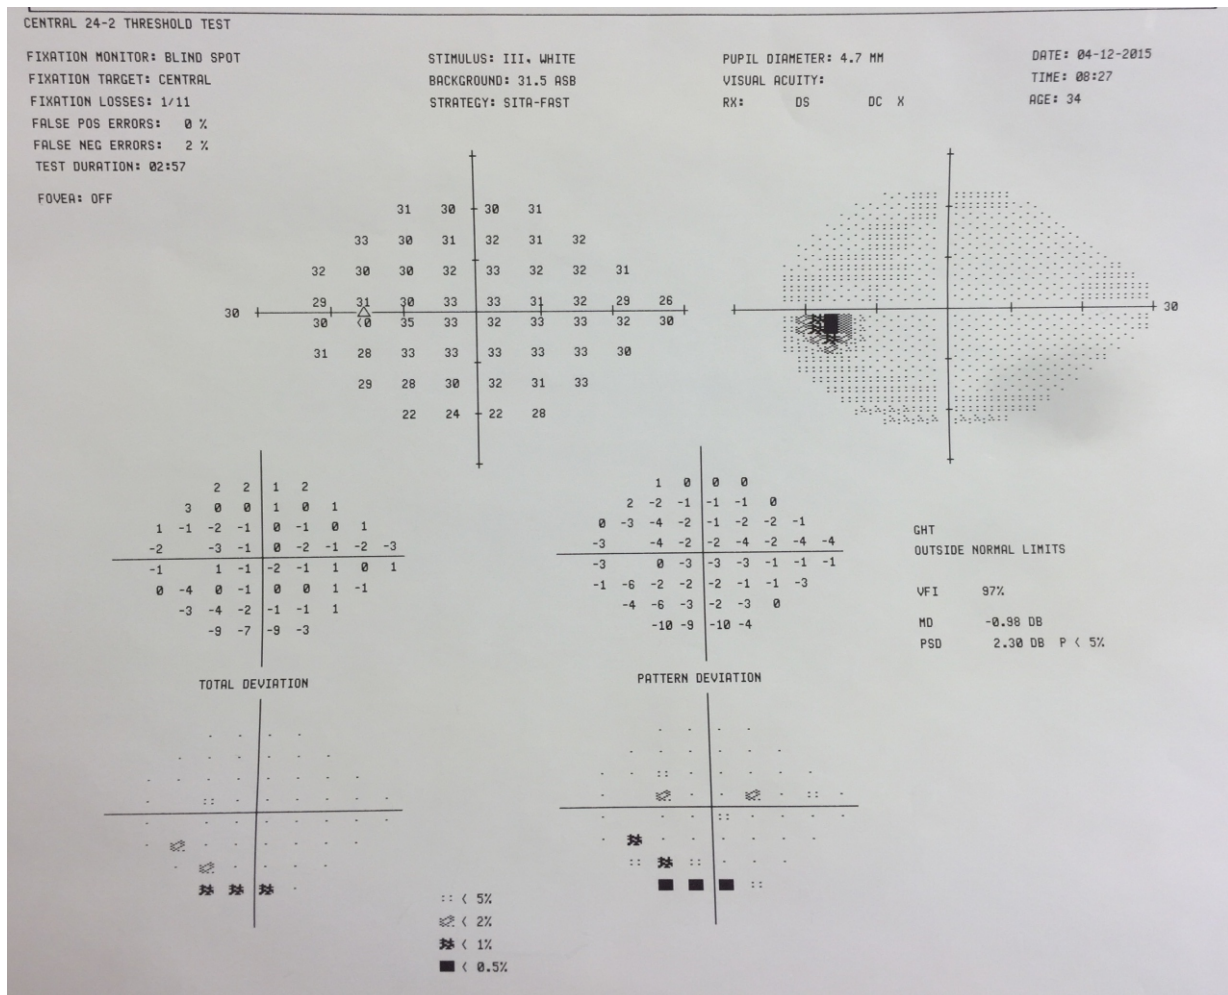 CENTRAL 24-2 THRESHOLD TEST
FIXATION MONITOR: BLIND SPOT
FIXATION TARGET: CENTRAL
FIXATION LOSSES: 1/11
FALSE POS ERRORS: 0 %
FALSE NEG ERRORS: 2 %
TEST DURATION: 02:57
FOVEA: OFF
STIMULUS: III, WHITE
BACKGROUND: 31.5 ASB
STRATEGY: SITA-FAST
PUPIL DIAMETER: 4.7 MM
VISUAL ACUITY:
RX: DS DC X
DATE: 04-12-2015
TIME: 08:27
AGE: 34
31 30 30 31
33 30 31 32 31 32
32 30 30 32 33 32 32 31
29 31 30 33 33 31 32 29 26
30
30 <0 35 33 32 33 33 32 30
31 28 33 33 33 33 33 30
29 28 30 32 31 33
22 24 22 28
30
2 2 1 2
3 0 0 1 0 1
1 -1 -2 -1 0 -1 0 1
-2 -3 -1 0 -2 -1 -2 -3
-1 1 -1 -2 -1 1 0 1
0 -4 0 -1 0 0 1 -1
-3 -4 -2 -1 -1 1
-9 -7 -9 -3
TOTAL DEVIATION
1 0 0 0
2 -2 -1 -1 -1 0
0 -3 -4 -2 -1 -2 -2 -1
-3 -4 -2 -2 -4 -2 -4 -4
-3 0 -3 -3 -3 -1 -1 -1
-1 -6 -2 -2 -2 -1 -1 -3
-4 -6 -3 -2 -3 0
-10 -9 -10 -4
PATTERN DEVIATION
GHT
OUTSIDE NORMAL LIMITS
VFI 97%
MD -0.98 DB
PSD 2.30 DB P < 5%
< 5%
< 2%
< 1%
< 0.5%